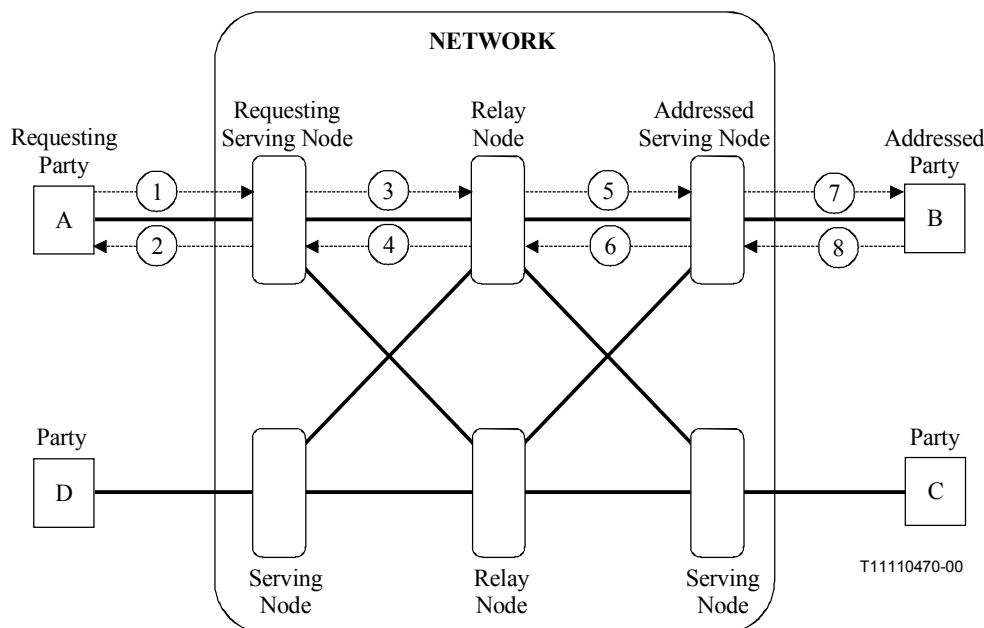 NETWORK
Requesting
Serving Node
Relay
Node
Addressed
Serving Node
Requesting
Party
Addressed
Party
1
3
5
7
A
B
2
4
6
8
Party
Party
D
C
Serving
Node
Relay
Node
Serving
Node
T11110470-00